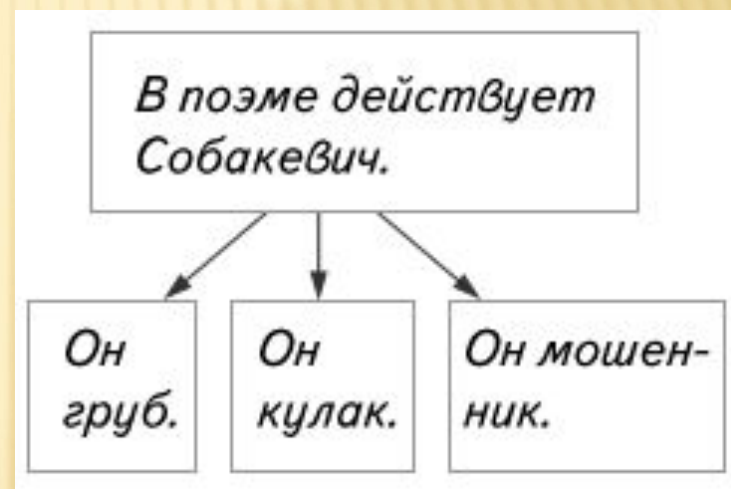 В поэме действует
Собакевич.
Он
груб.
Он
кулак.
Он мошен-
ник.